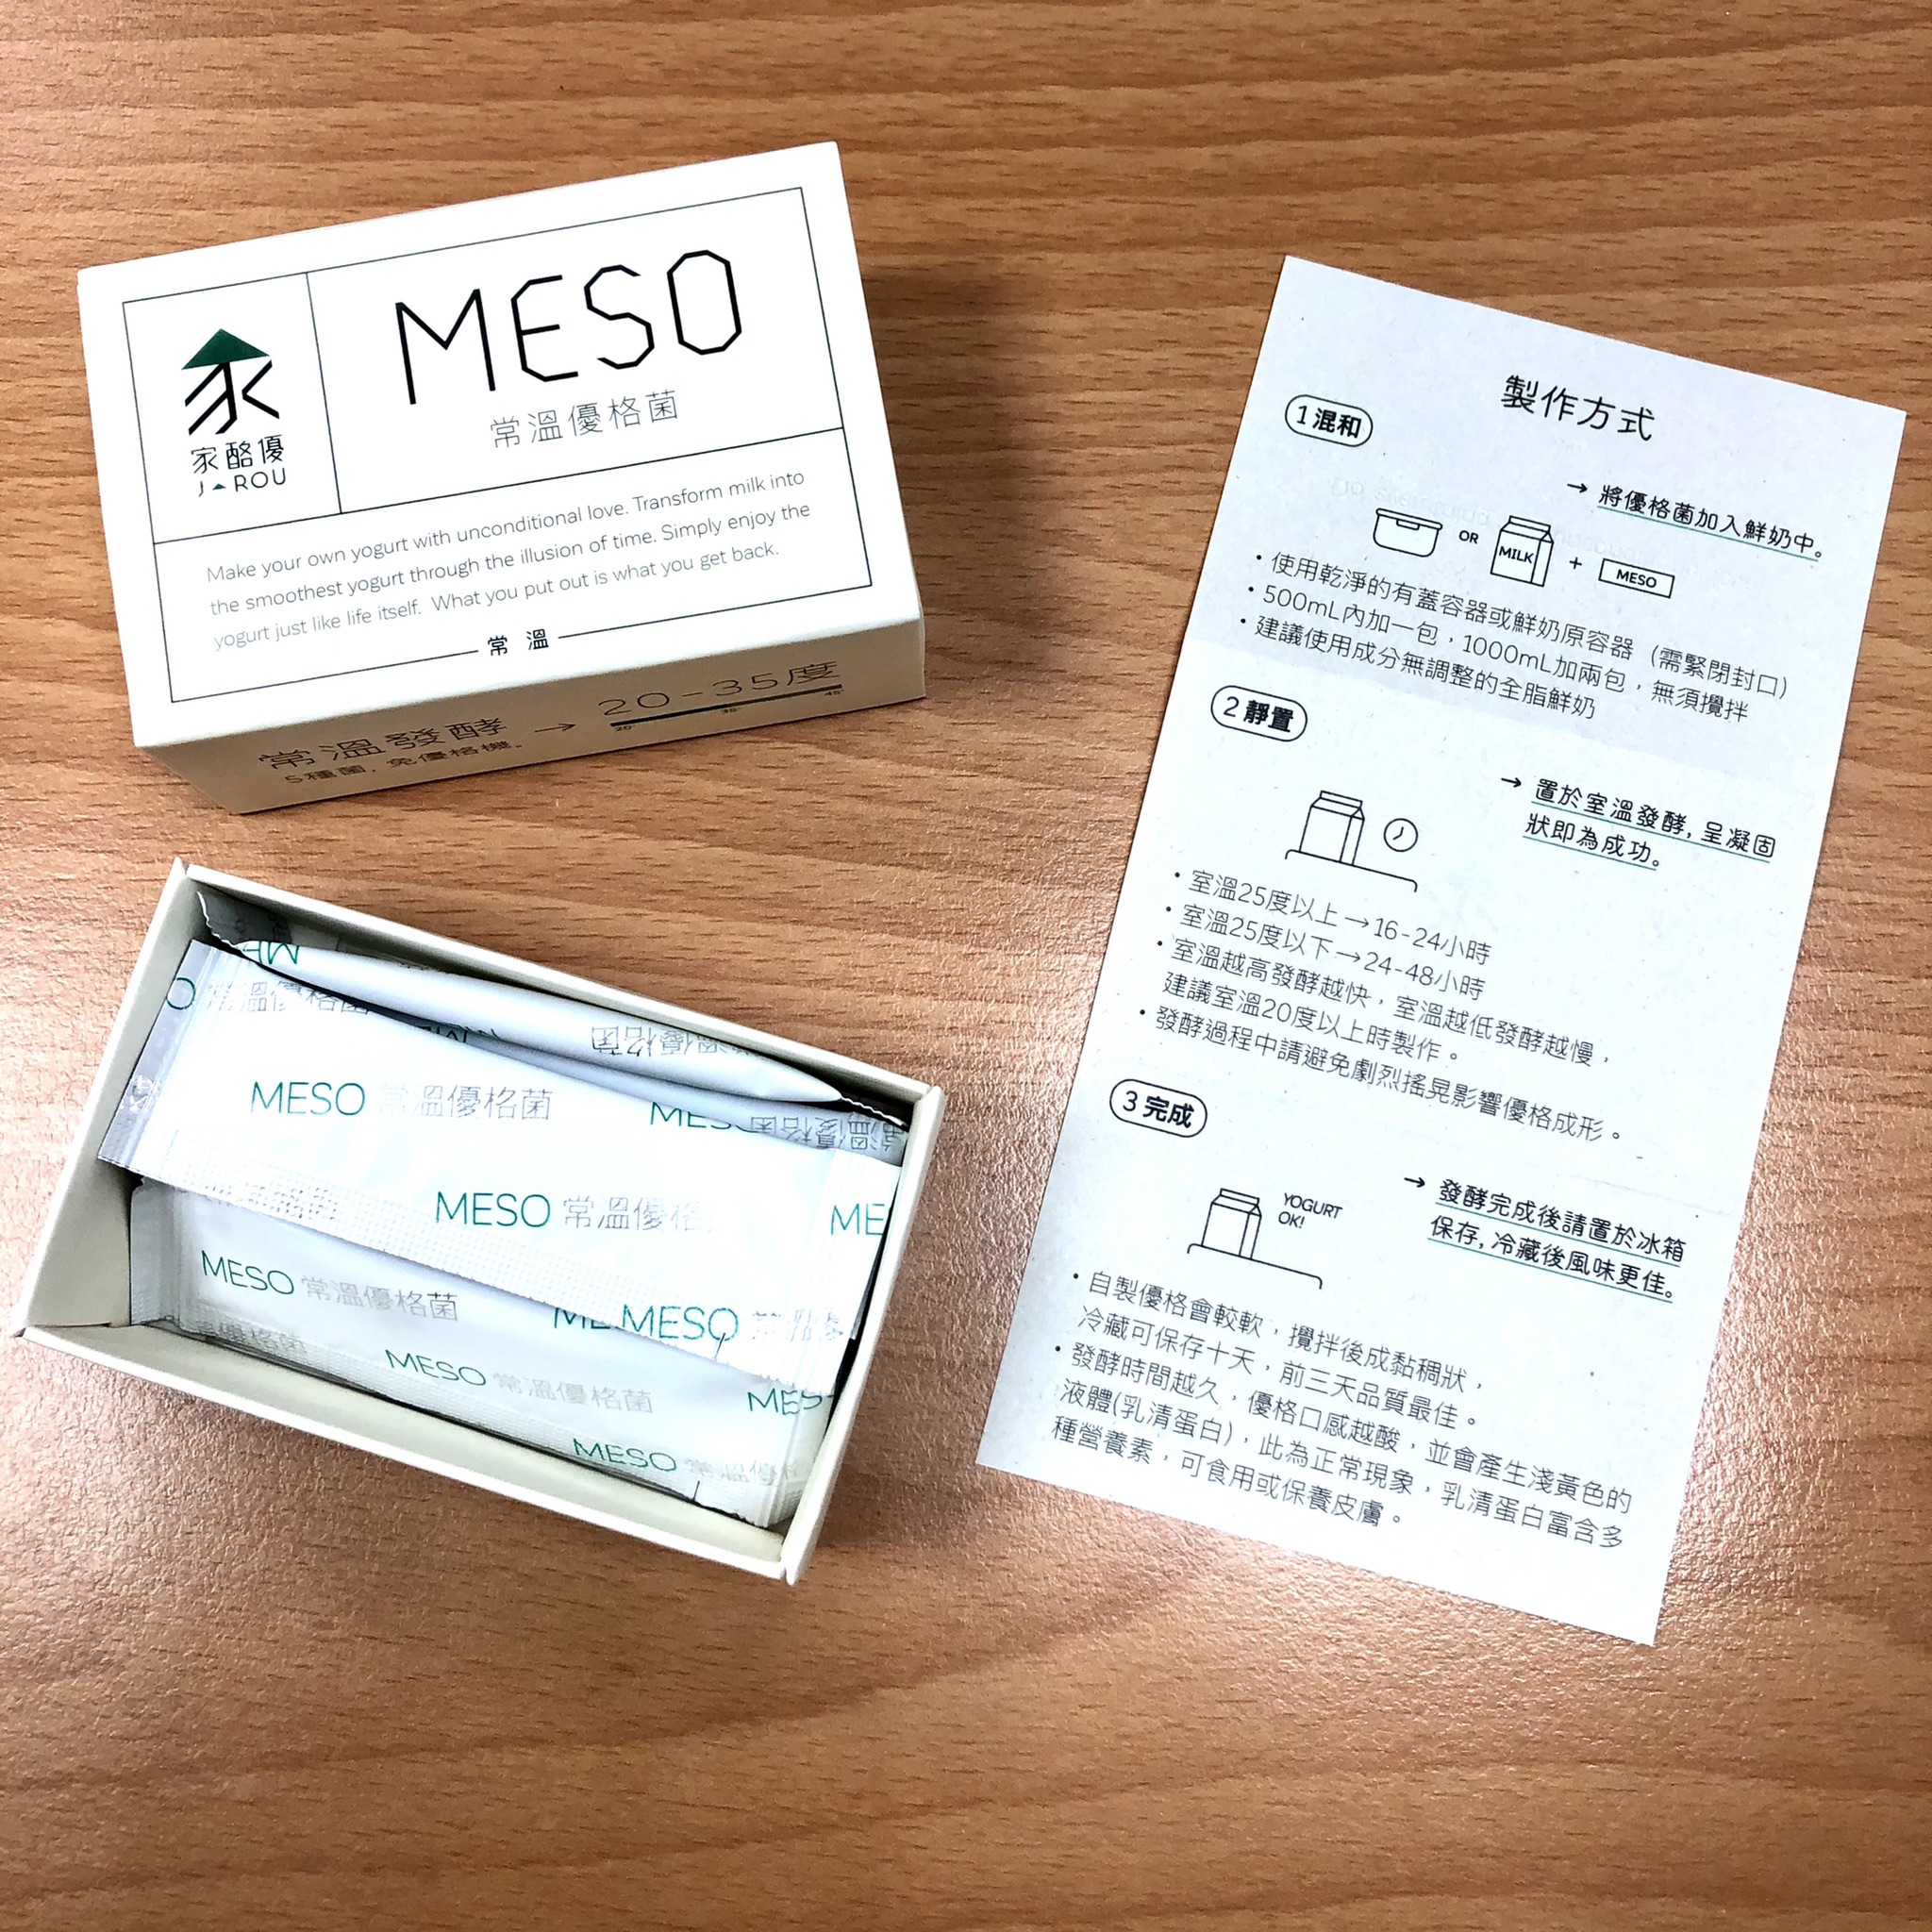 MESO
常溫優格菌
家酪優
J▲ROU
Make your own yogurt with unconditional love. Transform milk into
the smoothest yogurt through the illusion of time. Simply enjoy the
yogurt just like life itself. What you put out is what you get back.
常溫
常溫發酵 → 20-35度
5種菌, 免優格機。
製作方式
1 混和
→ 將優格菌加入鮮奶中。
OR
MILK
+
MESO
・使用乾淨的有蓋容器或鮮奶原容器 (需緊閉封口)
・500mL內加一包，1000mL加兩包，無須攪拌
・建議使用成分無調整的全脂鮮奶
2 靜置
→ 置於室溫發酵, 呈凝固
狀即為成功。
・室溫25度以上→16-24小時
・室溫25度以下→24-48小時
・室溫越高發酵越快，室溫越低發酵越慢，
建議室溫20度以上時製作。
・發酵過程中請避免劇烈搖晃影響優格成形。
3 完成
YOGURT
OK!
→ 發酵完成後請置於冰箱
保存, 冷藏後風味更佳。
・自製優格會較軟，攪拌後成黏稠狀，
冷藏可保存十天，前三天品質最佳。
・發酵時間越久，優格口感越酸，並會產生淺黃色的
液體(乳清蛋白)，此為正常現象，乳清蛋白富含多
種營養素，可食用或保養皮膚。
MESO 常溫優格菌
MESO 常溫優格
MESO
MESO 常溫優格菌
MESO 常溫優格菌
MESO 常溫優格